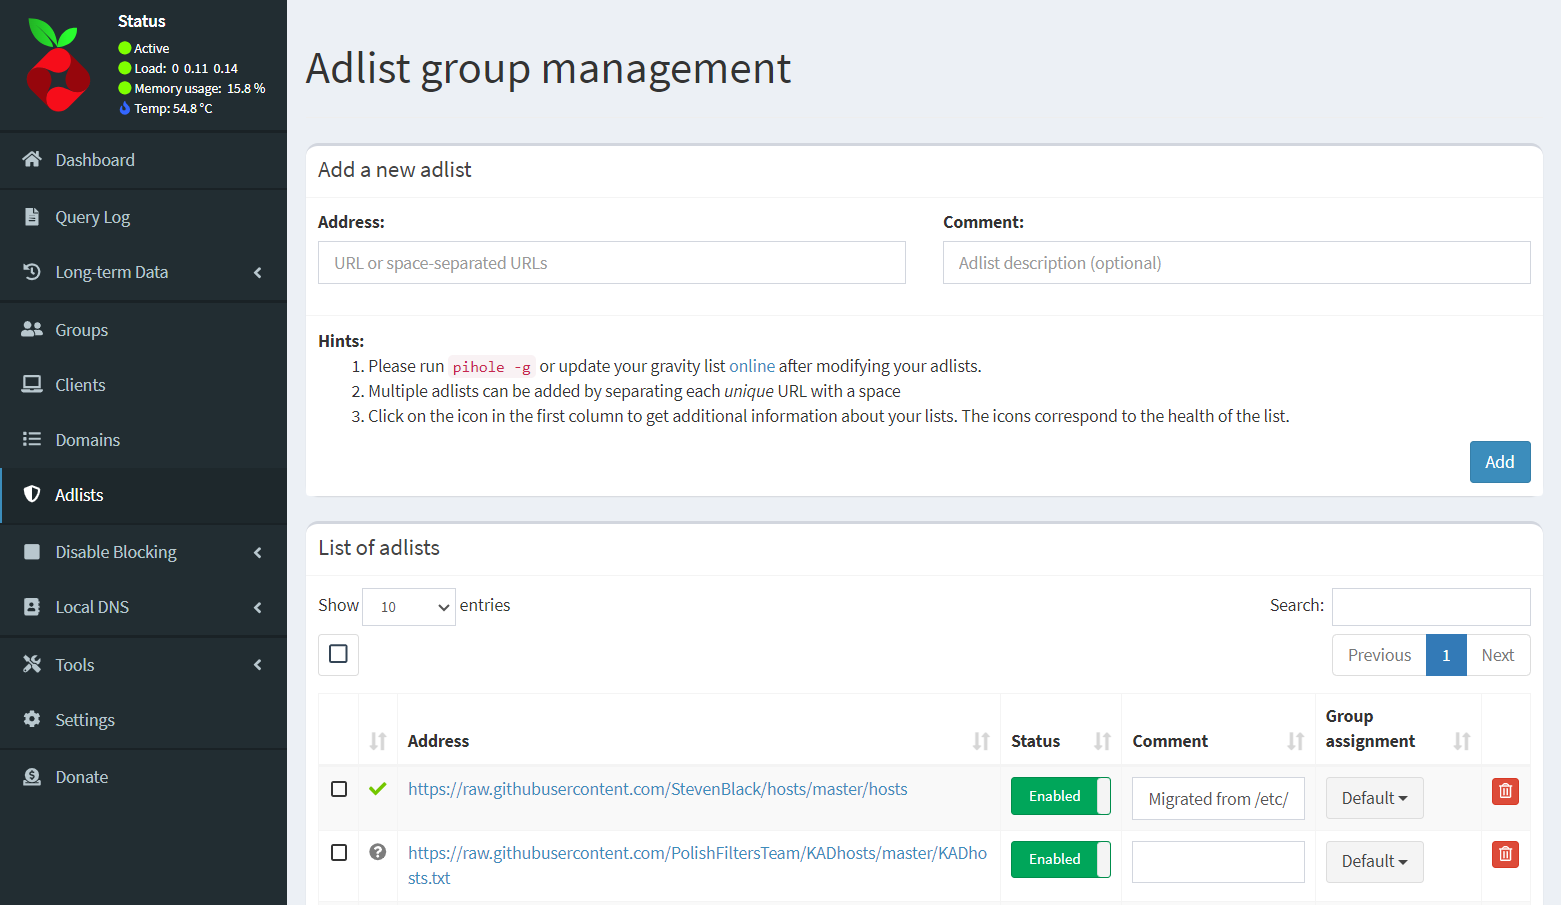 Status
Active
Load: 0 0.11 0.14
Memory usage: 15.8 %
Temp: 54.8 °C
Dashboard
Query Log
Long-term Data
Groups
Clients
Domains
Adlists
Disable Blocking
Local DNS
Tools
Settings
Donate
Adlist group management
Add a new adlist
Address:
URL or space-separated URLs
Comment:
Adlist description (optional)
Hints:
1. Please run pihole -g or update your gravity list online after modifying your adlists.
2. Multiple adlists can be added by separating each unique URL with a space
3. Click on the icon in the first column to get additional information about your lists. The icons correspond to the health of the list.
Add
List of adlists
Show 10 entries
Search:
Previous 1 Next
Address Status Comment Group
assignment
https://raw.githubusercontent.com/StevenBlack/hosts/master/hosts Enabled Migrated from /etc/ Default
https://raw.githubusercontent.com/PolishFiltersTeam/KADhosts/master/KADho Enabled Default
sts.txt